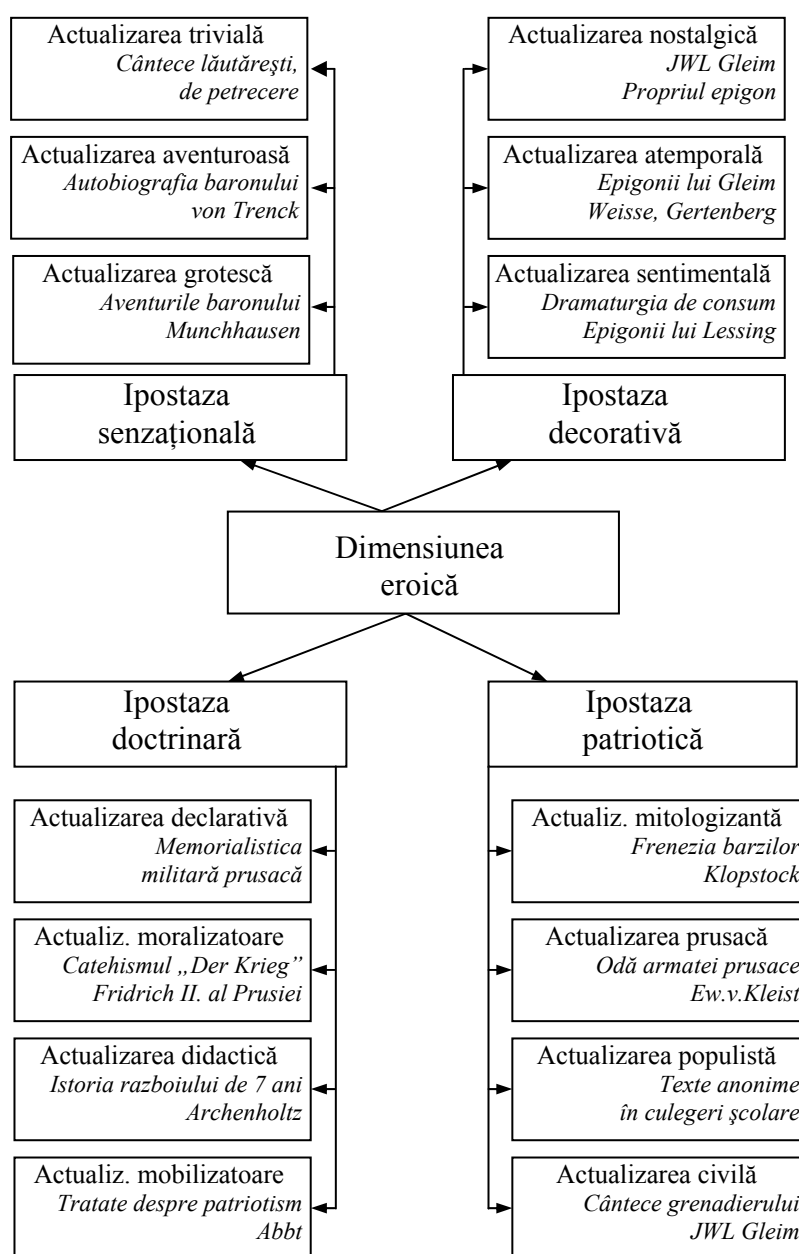 Actualizarea trivială
Cântece lăutăreşti,
de petrecere
Actualizarea aventuroasă
Autobiografia baronului
von Trenck
Actualizarea grotescă
Aventurile baronului
Munchhausen
Ipostaza
senzațională
Actualizarea nostalgică
JWL Gleim
Propriul epigon
Actualizarea atemporală
Epigonii lui Gleim
Weisse, Gertenberg
Actualizarea sentimentală
Dramaturgia de consum
Epigonii lui Lessing
Ipostaza
decorativă
Dimensiunea
eroică
Ipostaza
doctrinară
Actualizarea declarativă
Memorialistica
militară prusacă
Actualiz. moralizatoare
Catehismul „Der Krieg”
Fridrich II. al Prusiei
Actualizarea didactică
Istoria razboiului de 7 ani
Archenholtz
Actualiz. mobilizatoare
Tratate despre patriotism
Abbt
Ipostaza
patriotică
Actualiz. mitologizantă
Frenezia barzilor
Klopstock
Actualizarea prusacă
Odă armatei prusace
Ew.v.Kleist
Actualizarea populistă
Texte anonime
în culegeri şcolare
Actualizarea civilă
Cântece grenadierului
JWL Gleim